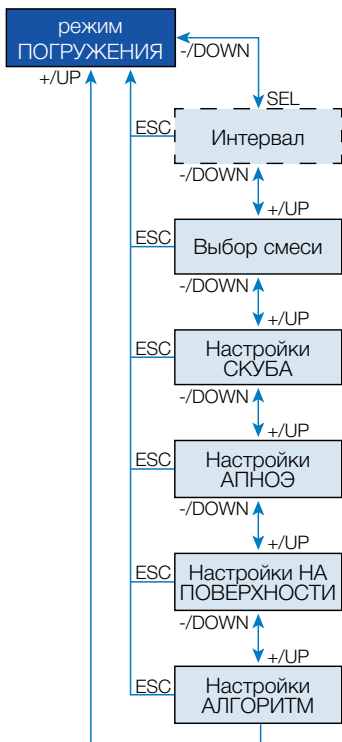 режим
ПОГРУЖЕНИЯ
-/DOWN
+/UP
SEL
ESC
Интервал
-/DOWN
+/UP
ESC
Выбор смеси
-/DOWN
+/UP
ESC
Настройки
СКУБА
-/DOWN
+/UP
ESC
Настройки
АПНОЭ
-/DOWN
+/UP
ESC
Настройки НА
ПОВЕРХНОСТИ
-/DOWN
+/UP
ESC
Настройки
АЛГОРИТМ